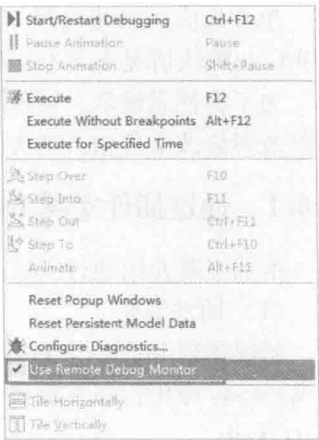 Start/Restart Debugging Ctrl+F12
Pause Animation Pause
Stop Animation Shift+Pause
Execute F12
Execute Without Breakpoints Alt+F12
Execute for Specified Time
Step Over F10
Step Into F11
Step Out Ctrl+F11
Step To Ctrl+F10
Animate Alt+F11
Reset Popup Windows
Reset Persistent Model Data
Configure Diagnostics...
Use Remote Debug Monitor
Tile Horizontally
Tile Vertically